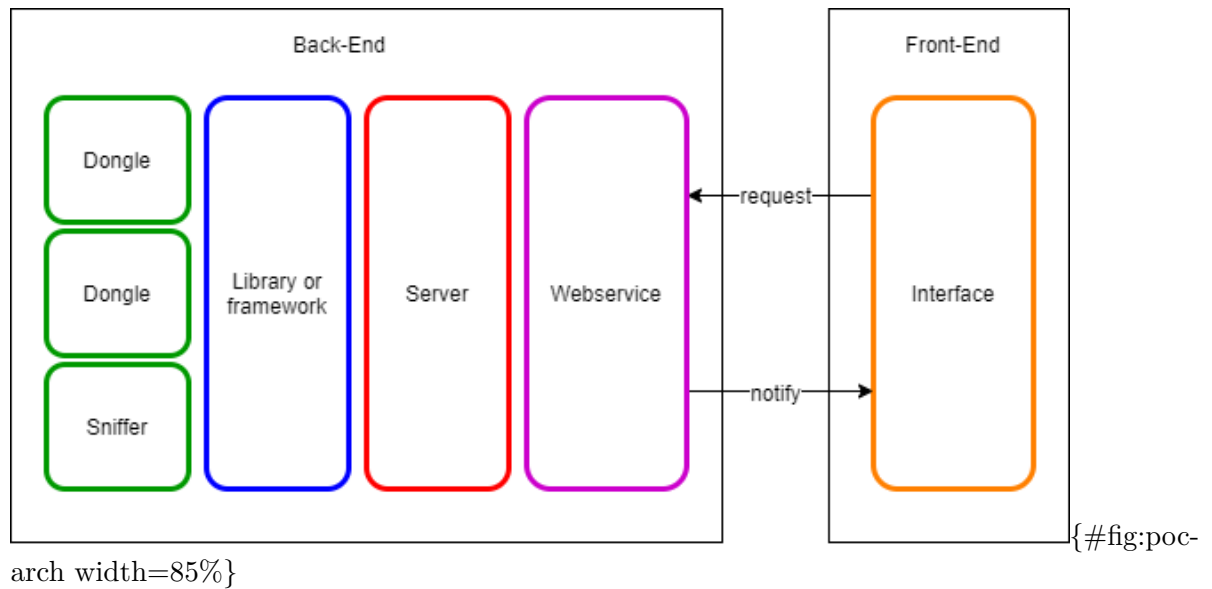 Back-End
Front-End
Dongle
Dongle
Sniffer
Library or
framework
Server
Webservice
request
notify
Interface
{#fig:poc-
arch width=85%}